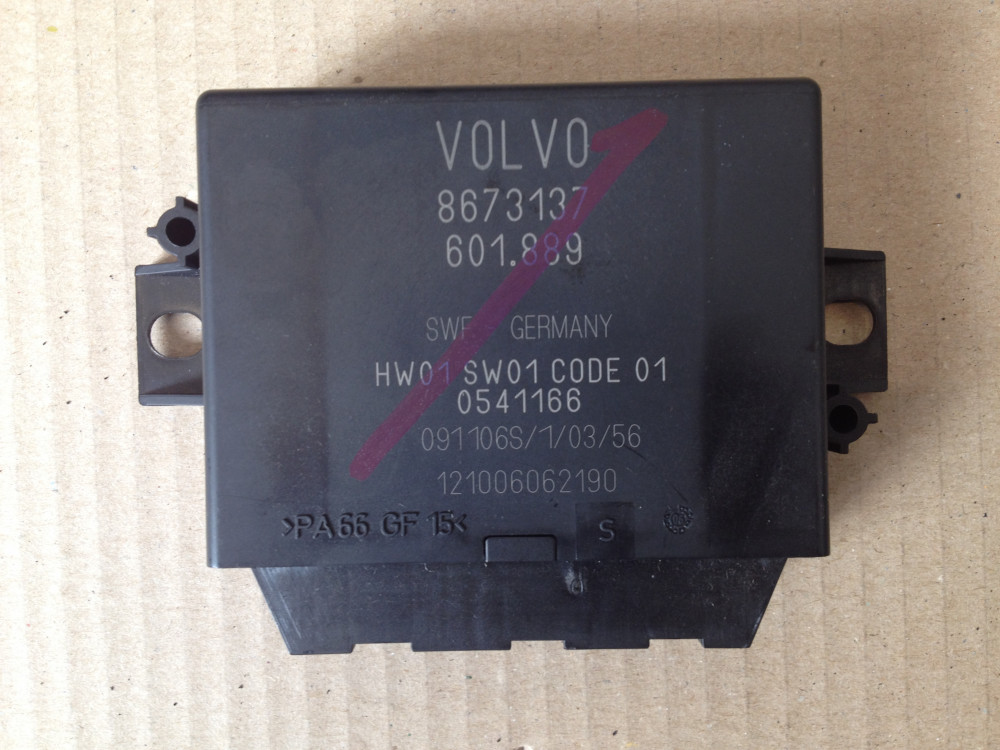 VOLVO
8673137
601.889
SWF GERMANY
HW01 SW01 CODE 01
0541166
091106S/1/03/56
121006062190
>PA66 GF 15<
S